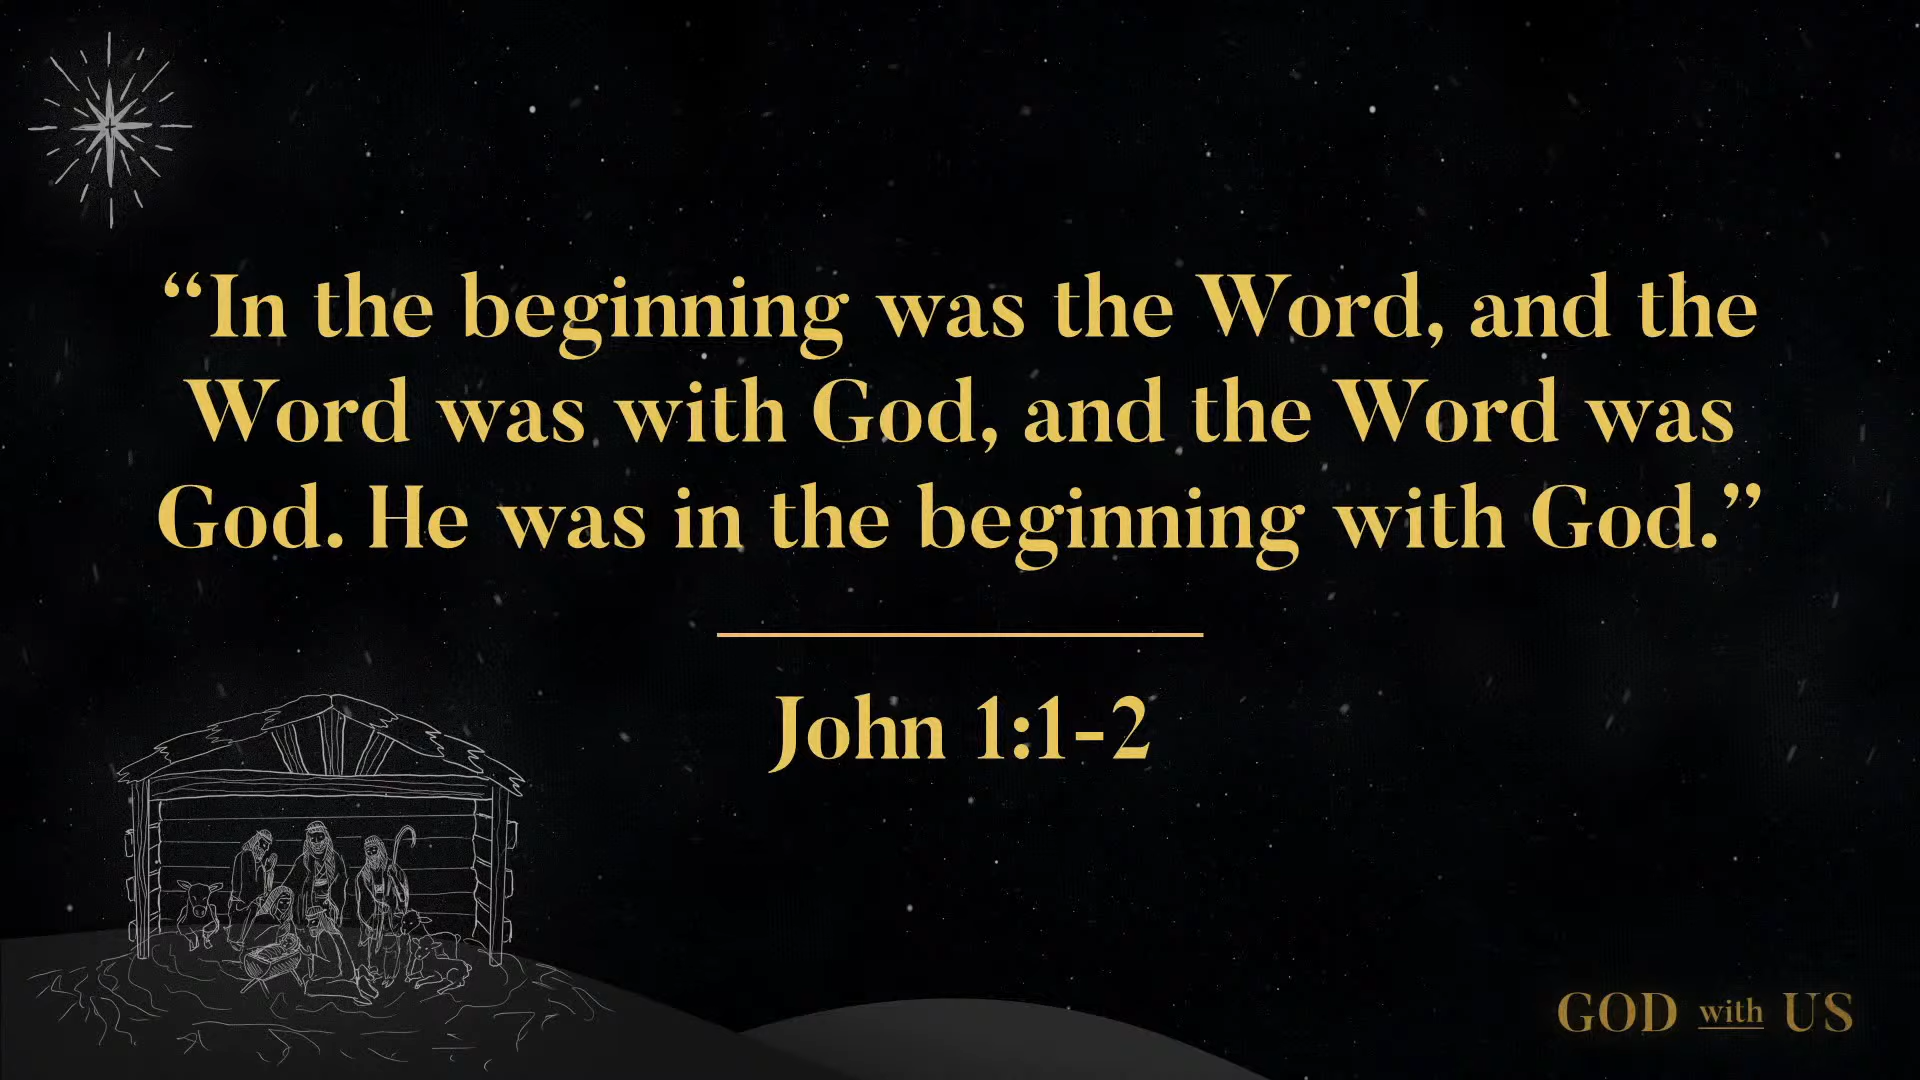 “In the beginning was the Word, and the
Word was with God, and the Word was
God. He was in the beginning with God.”
John 1:1-2
GOD with US